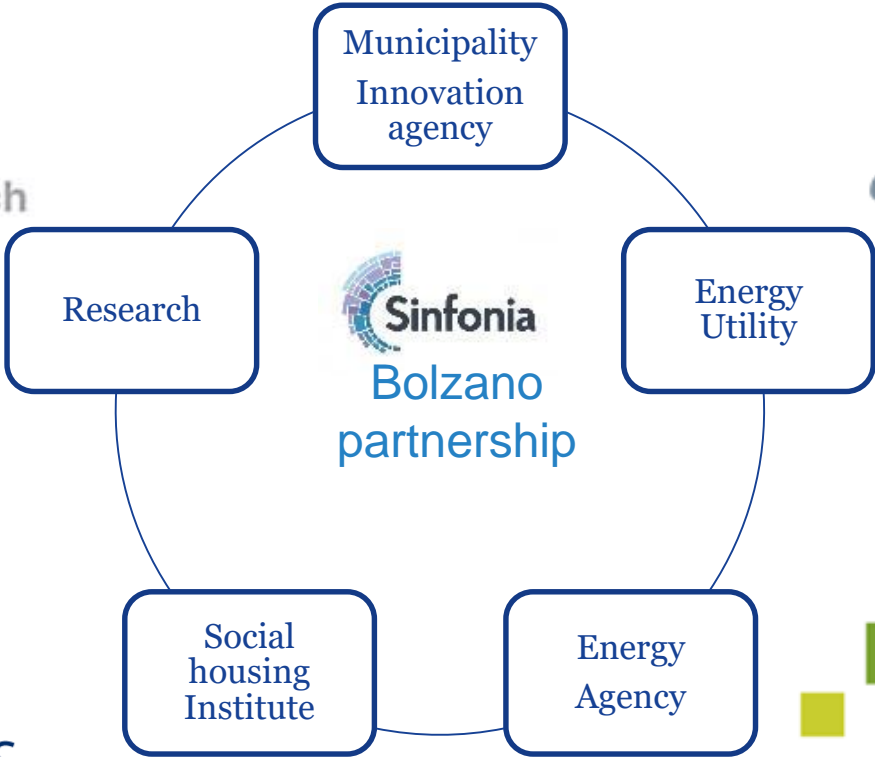 Municipality
Innovation
agency
Research
Sinfonia
Bolzano
partnership
Energy
Utility
Social
housing
Institute
Energy
Agency